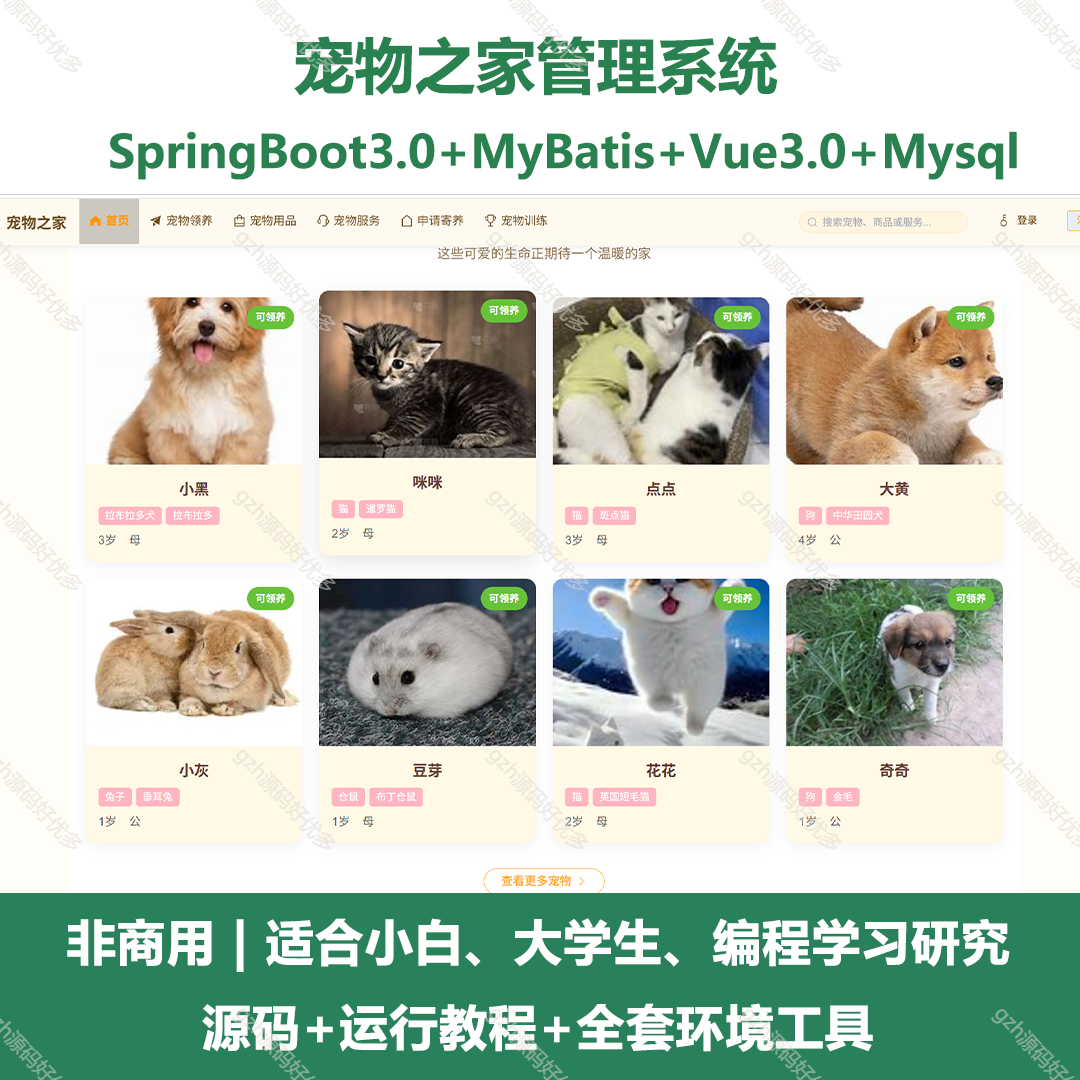 宠物之家管理系统
SpringBoot3.0+MyBatis+Vue3.0+Mysql
宠物之家 首页 宠物领养 宠物用品 宠物服务 申请寄养 宠物训练 搜索宠物、商品或服务... 登录
这些可爱的生命正期待一个温暖的家
可领养 可领养 可领养 可领养
小黑 咪咪 点点 大黄
拉布拉多犬 拉布拉多 猫 暹罗猫 猫 斑点猫 狗 中华田园犬
3岁 母 2岁 母 3岁 母 4岁 公
可领养 可领养 可领养 可领养
小灰 豆芽 花花 奇奇
兔子 垂耳兔 仓鼠 布丁仓鼠 猫 英国短毛猫 狗 金毛
1岁 公 1岁 母 2岁 母 1岁 公
查看更多宠物 >
非商用 | 适合小白、大学生、编程学习研究
源码+运行教程+全套环境工具
gzh源码好优多